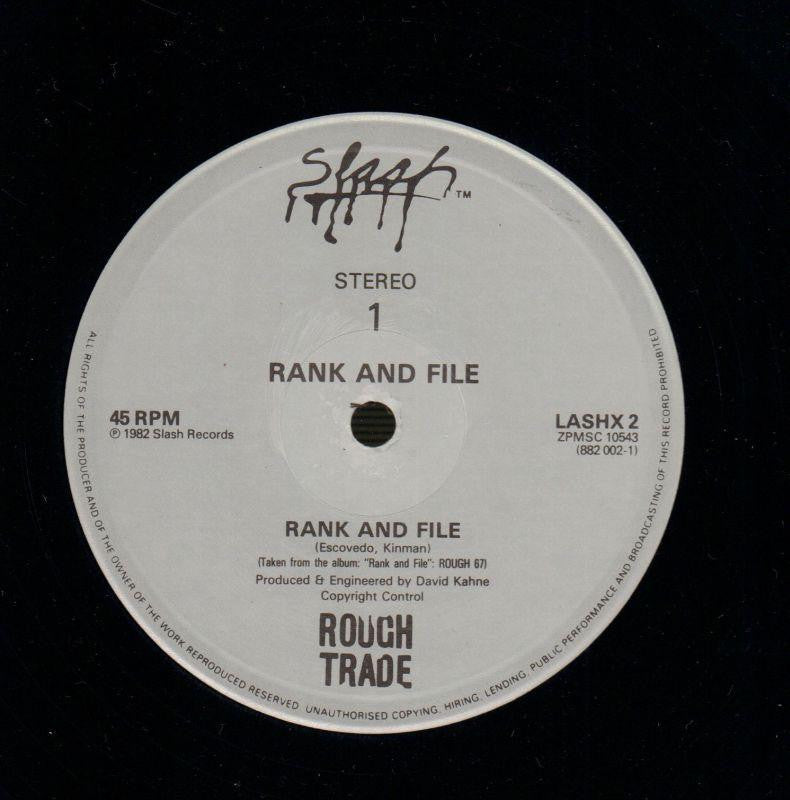 Slash ™
STEREO
1
RANK AND FILE
45 RPM
℗ 1982 Slash Records
LASHX 2
ZPMSC 10543
(882 002-1)
RANK AND FILE
(Escovedo, Kinman)
(Taken from the album: "Rank and File": ROUGH 67)
Produced & Engineered by David Kahne
Copyright Control
ROUGH
TRADE
ALL RIGHTS OF THE PRODUCER AND OF THE OWNER OF THE WORK REPRODUCED RESERVED UNAUTHORISED COPYING, HIRING, LENDING, PUBLIC PERFORMANCE AND BROADCASTING OF THIS RECORD PROHIBITED